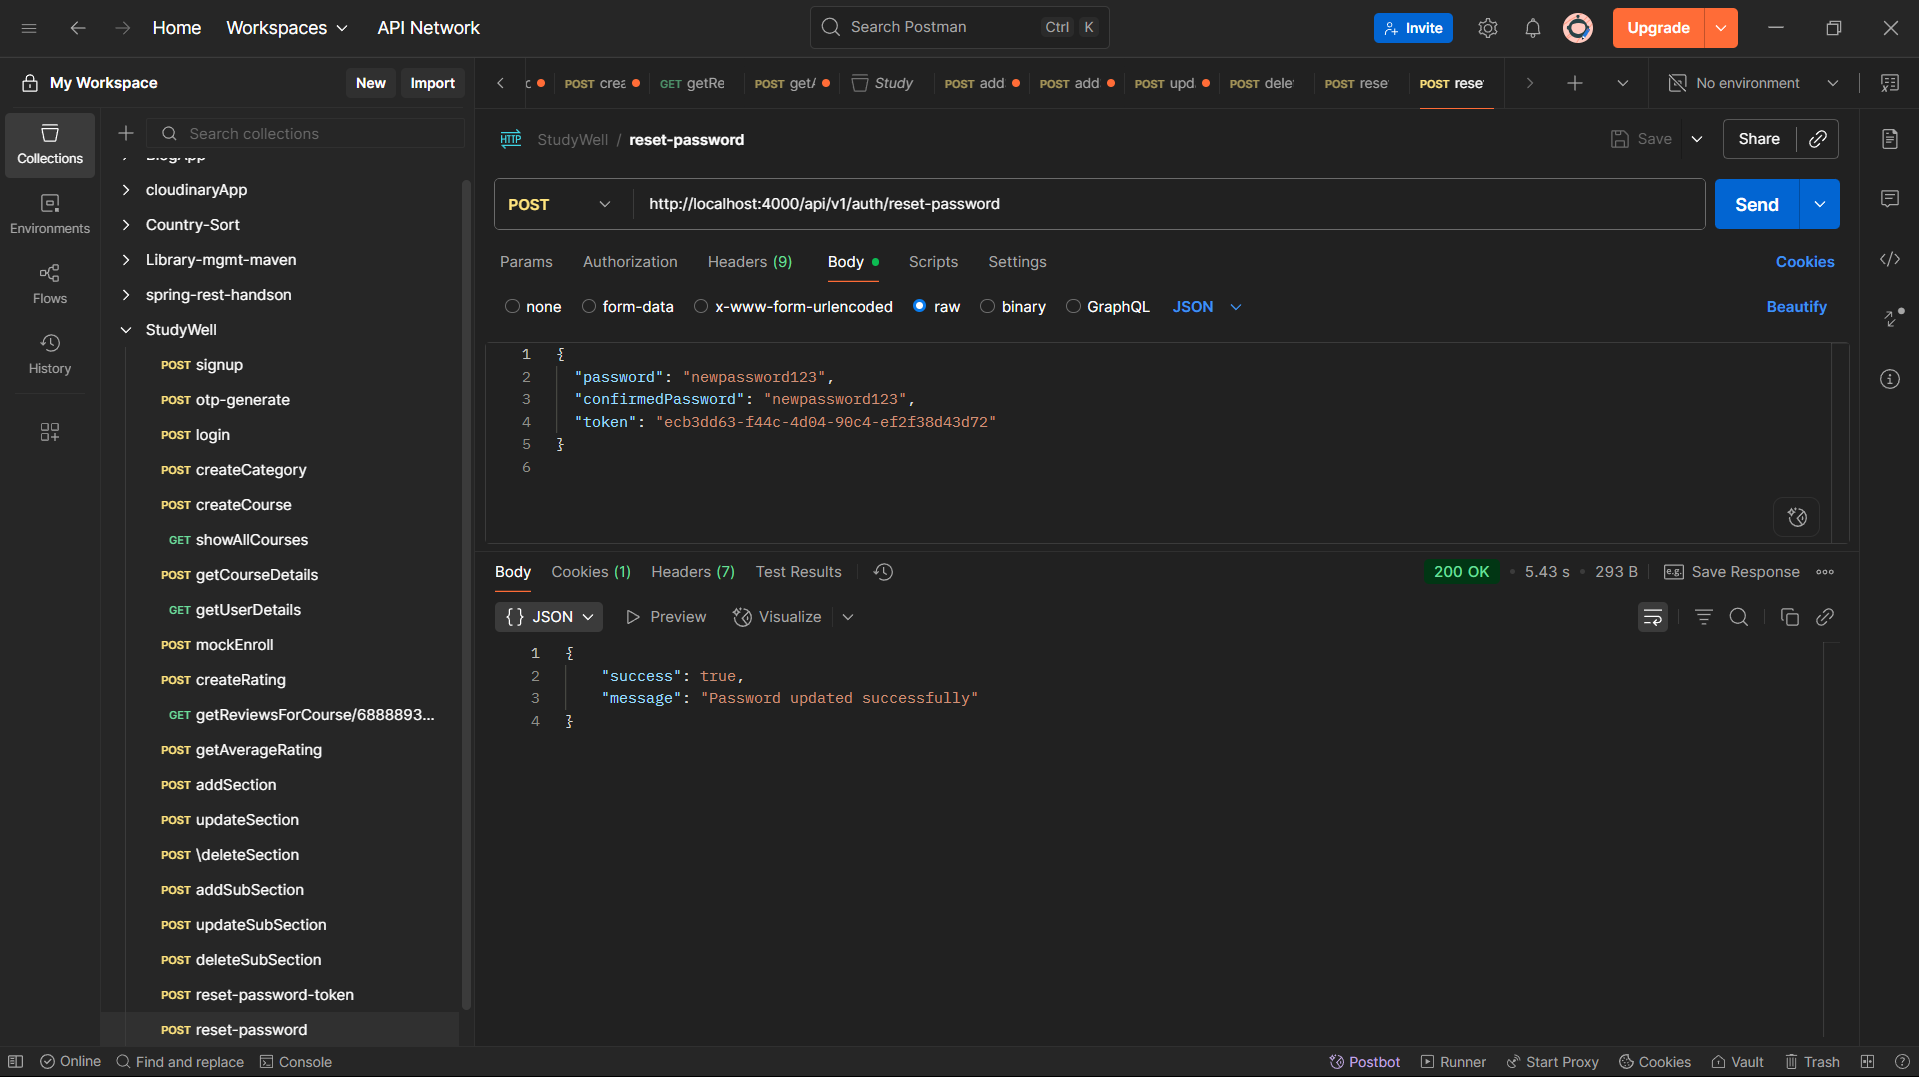 Home Workspaces API Network Search Postman Ctrl K Invite Upgrade
My Workspace New Import
POST crea GET getRe POST getA Study POST add POST add POST upd POST dele POST rese POST rese No environment
Search collections
Collections
Environments
Flows
History
BlogApp
cloudinaryApp
Country-Sort
Library-mgmt-maven
spring-rest-handson
StudyWell
POST signup
POST otp-generate
POST login
POST createCategory
POST createCourse
GET showAllCourses
POST getCourseDetails
GET getUserDetails
POST mockEnroll
POST createRating
GET getReviewsForCourse/6888893...
POST getAverageRating
POST addSection
POST updateSection
POST \deleteSection
POST addSubSection
POST updateSubSection
POST deleteSubSection
POST reset-password-token
POST reset-password
HTTP StudyWell / reset-password Save Share
POST http://localhost:4000/api/v1/auth/reset-password Send
Params Authorization Headers (9) Body Scripts Settings Cookies
none form-data x-www-form-urlencoded raw binary GraphQL JSON Beautify
1 {
2 "password": "newpassword123",
3 "confirmedPassword": "newpassword123",
4 "token": "ecb3dd63-f44c-4d04-90c4-ef2f38d43d72"
5 }
6
Body Cookies (1) Headers (7) Test Results 200 OK • 5.43 s • 293 B e.g. Save Response
{} JSON Preview Visualize
1 {
2 "success": true,
3 "message": "Password updated successfully"
4 }
Online Find and replace Console Postbot Runner Start Proxy Cookies Vault Trash